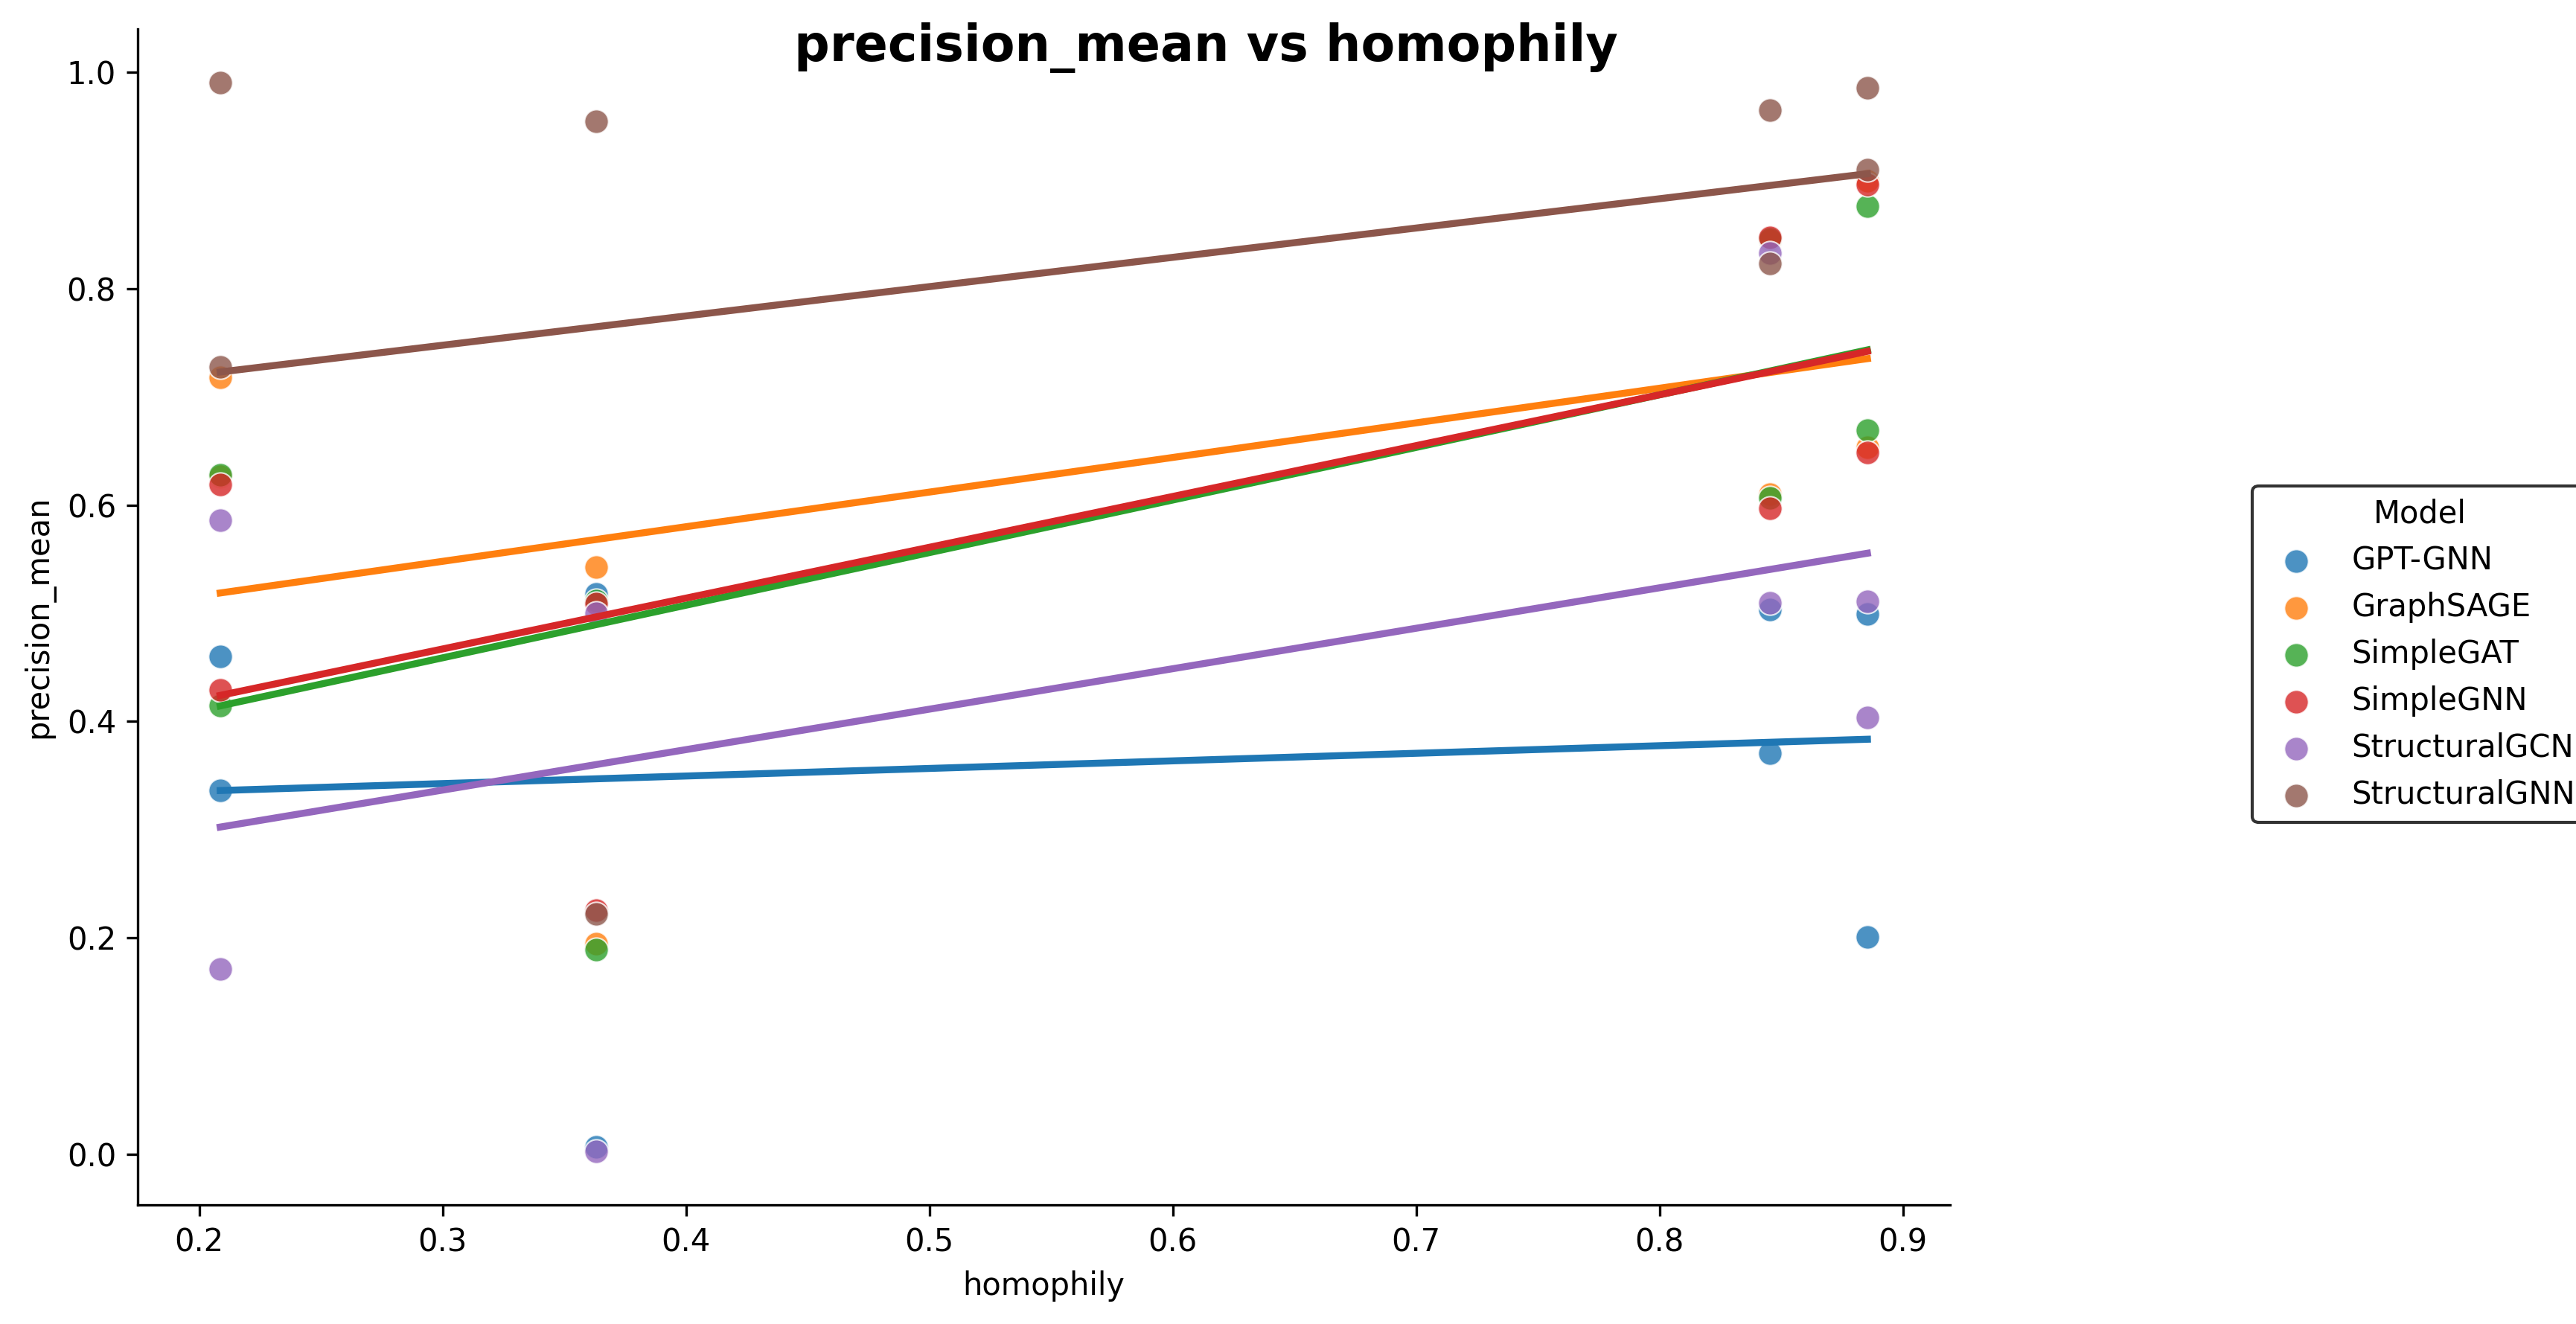 precision_mean vs homophily
1.0
0.8
0.6
0.4
0.2
0.0
precision_mean
0.2 0.3 0.4 0.5 0.6 0.7 0.8 0.9
homophily
Model
GPT-GNN
GraphSAGE
SimpleGAT
SimpleGNN
StructuralGCN
StructuralGNN